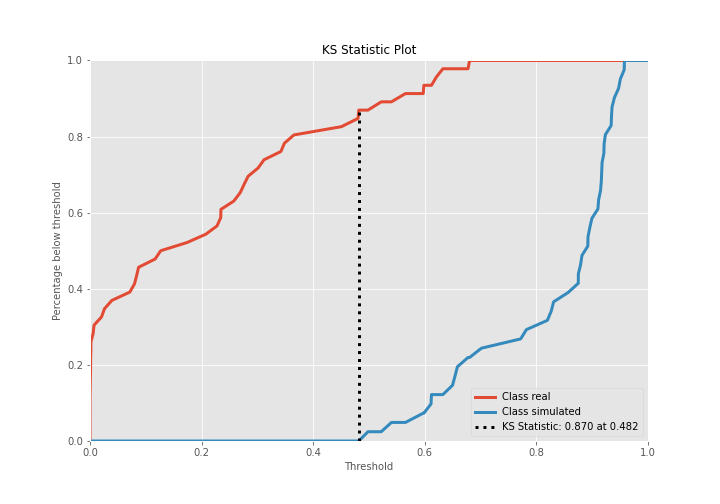 KS Statistic Plot
1.0
0.8
0.6
0.4
0.2
0.0
Percentage below threshold
Class real
Class simulated
KS Statistic: 0.870 at 0.482
0.0 0.2 0.4 0.6 0.8 1.0
Threshold